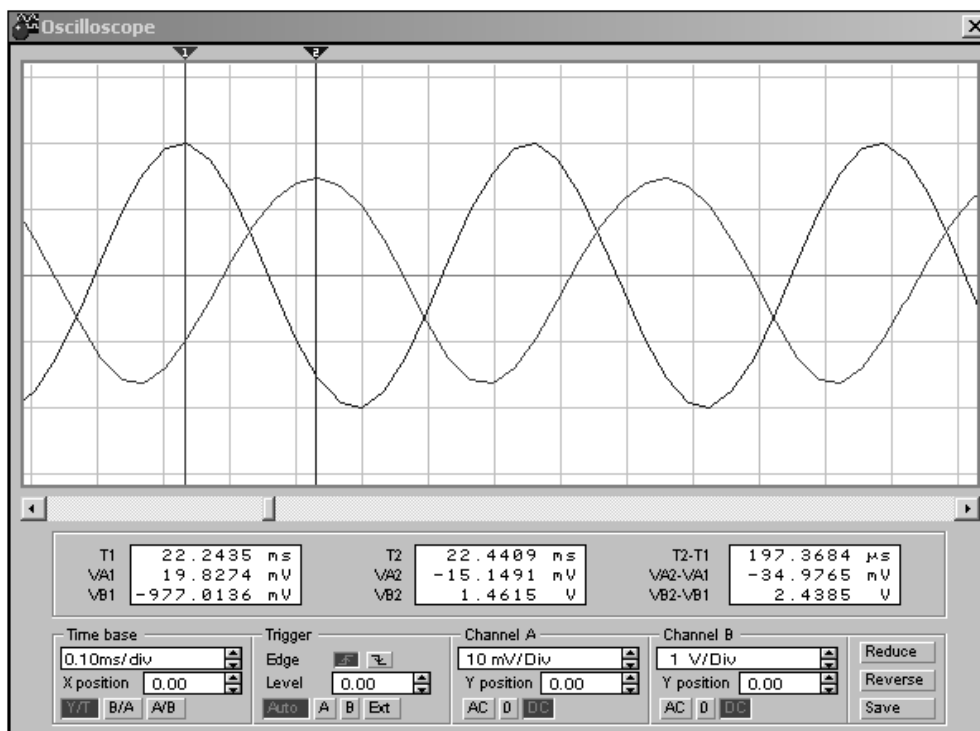 Oscilloscope
1 2
T1 22.2435 ms T2 22.4409 ms T2-T1 197.3684 µs
VA1 19.8274 mV VA2 -15.1491 mV VA2-VA1 -34.9765 mV
VB1 -977.0136 mV VB2 1.4615 V VB2-VB1 2.4385 V
Time base Trigger Channel A Channel B
0.10ms/div Edge 10 mV/Div 1 V/Div Reduce
X position 0.00 Level 0.00 Y position 0.00 Y position 0.00 Reverse
Y/T B/A A/B Auto A B Ext AC 0 DC AC 0 DC Save